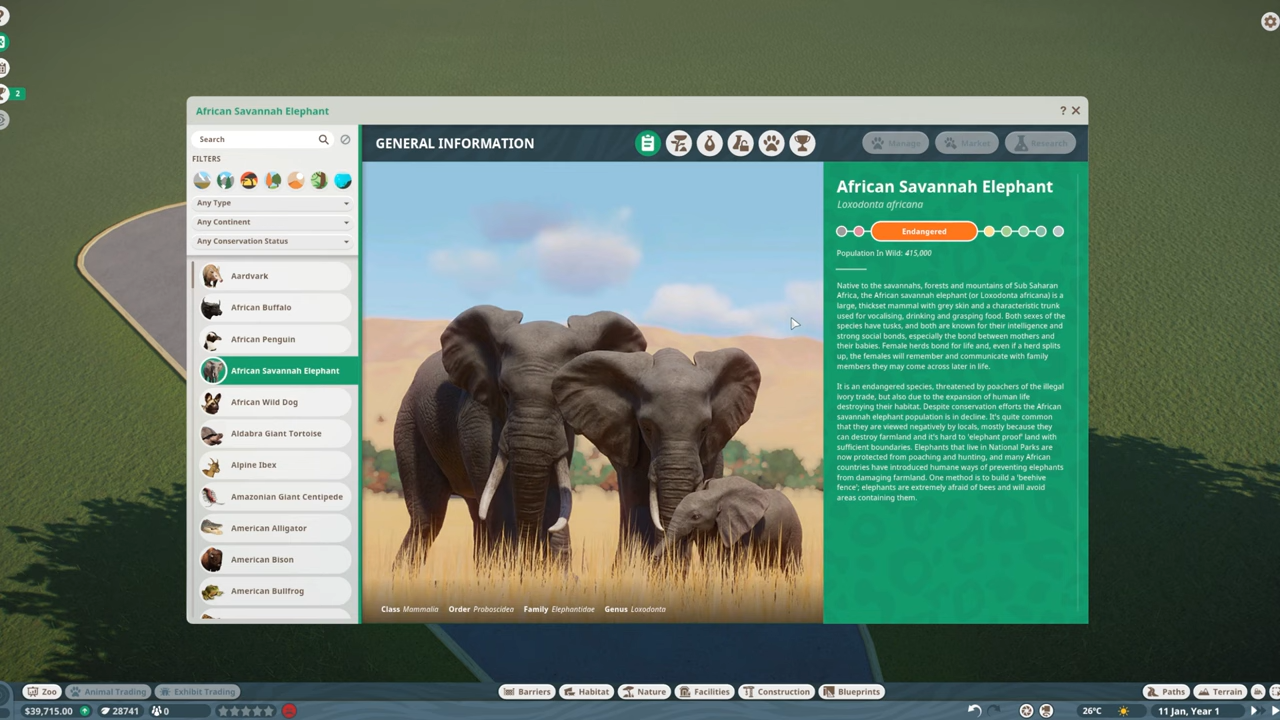 ?
2
African Savannah Elephant
?
Search
FILTERS
Any Type
Any Continent
Any Conservation Status
Aardvark
African Buffalo
African Penguin
African Savannah Elephant
African Wild Dog
Aldabra Giant Tortoise
Alpine Ibex
Amazonian Giant Centipede
American Alligator
American Bison
American Bullfrog
GENERAL INFORMATION
Manage
Market
Research
Class Mammalia Order Proboscidea Family Elephantidae Genus Loxodonta
African Savannah Elephant
Loxodonta africana
Endangered
Population In Wild: 415,000
Native to the savannahs, forests and mountains of Sub Saharan
Africa, the African savannah elephant (or Loxodonta africana) is a
large, thickset mammal with grey skin and a characteristic trunk
used for vocalising, drinking and grasping food. Both sexes of the
species have tusks, and both are known for their intelligence and
strong social bonds, especially the bond between mothers and
their babies. Female herds bond for life and, even if a herd splits
up, the females will remember and communicate with family
members they may come across later in life.
It is an endangered species, threatened by poachers of the illegal
ivory trade, but also due to the expansion of human life
destroying their habitat. Despite conservation efforts the African
savannah elephant population is in decline. It's quite common
that they are viewed negatively by locals, mostly because they
can destroy farmland and it's hard to 'elephant proof' land with
sufficient boundaries. Elephants that live in National Parks are
now protected from poaching and hunting, and many African
countries have introduced humane ways of preventing elephants
from damaging farmland. One method is to build a 'beehive
fence'; elephants are extremely afraid of bees and will avoid
areas containing them.
Zoo
Animal Trading
Exhibit Trading
Barriers
Habitat
Nature
Facilities
Construction
Blueprints
Paths
Terrain
$39,715.00
28741
0
26°C
11 Jan, Year 1